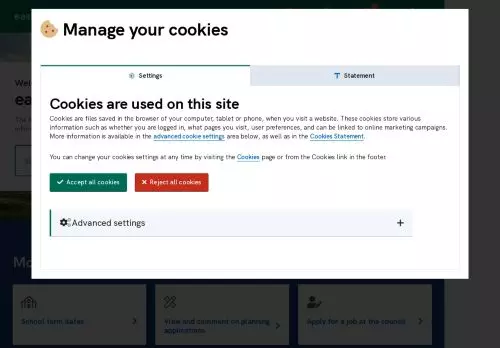 Manage your cookies
Settings
Statement
Cookies are used on this site
Cookies are files saved in the browser of your computer, tablet or phone, when you visit a website. These cookies store various
information such as whether you are logged in, what pages you visit, user preferences, and can be linked to online marketing campaigns.
More information is available in the advanced cookie settings area below, as well as in the Cookies Statement.
You can change your cookies settings at any time by visiting the Cookies page or from the Cookies link in the footer.
Accept all cookies
Reject all cookies
Advanced settings
School term dates
View and comment on planning
applications
Apply for a job at the council